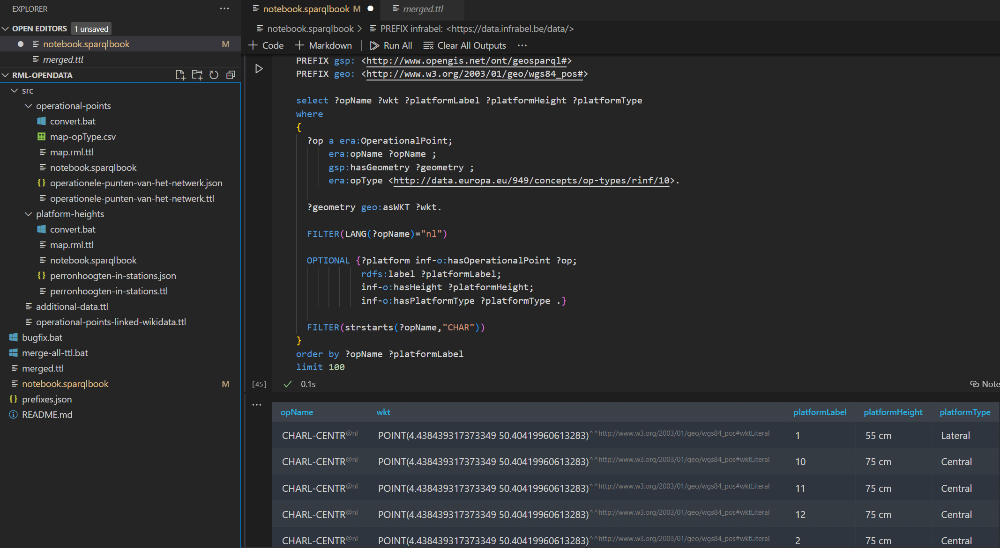 EXPLORER
OPEN EDITORS 1 unsaved
notebook.sparqlbook M
merged.ttl
RML-OPENDATA
src
operational-points
convert.bat
map-opType.csv
map.rml.ttl
notebook.sparqlbook
operationele-punten-van-het-netwerk.json
operationele-punten-van-het-netwerk.ttl
platform-heights
convert.bat
map.rml.ttl
notebook.sparqlbook
perronhoogten-in-stations.json
perronhoogten-in-stations.ttl
additional-data.ttl
operational-points-linked-wikidata.ttl
bugfix.bat
merge-all-ttl.bat
merged.ttl
notebook.sparqlbook M
prefixes.json
README.md
notebook.sparqlbook M merged.ttl
notebook.sparqlbook > PREFIX infrabel: <https://data.infrabel.be/data/>
+ Code + Markdown Run All Clear All Outputs ...
PREFIX gsp: <http://www.opengis.net/ont/geosparql#>
PREFIX geo: <http://www.w3.org/2003/01/geo/wgs84_pos#>
select ?opName ?wkt ?platformLabel ?platformHeight ?platformType
where
{
?op a era:OperationalPoint;
era:opName ?opName ;
gsp:hasGeometry ?geometry ;
era:opType <http://data.europa.eu/949/concepts/op-types/rinf/10>.
?geometry geo:asWKT ?wkt.
FILTER(LANG(?opName)="nl")
OPTIONAL {?platform inf-o:hasOperationalPoint ?op;
rdfs:label ?platformLabel;
inf-o:hasHeight ?platformHeight;
inf-o:hasPlatformType ?platformType .}
FILTER(strstarts(?opName,"CHAR"))
}
order by ?opName ?platformLabel
limit 100
[45] 0.1s Note
opName wkt platformLabel platformHeight platformType
CHARL-CENTR@nl POINT(4.438439317373349 50.40419960613283)^^http://www.w3.org/2003/01/geo/wgs84_pos#wktLiteral 1 55 cm Lateral
CHARL-CENTR@nl POINT(4.438439317373349 50.40419960613283)^^http://www.w3.org/2003/01/geo/wgs84_pos#wktLiteral 10 75 cm Central
CHARL-CENTR@nl POINT(4.438439317373349 50.40419960613283)^^http://www.w3.org/2003/01/geo/wgs84_pos#wktLiteral 11 75 cm Central
CHARL-CENTR@nl POINT(4.438439317373349 50.40419960613283)^^http://www.w3.org/2003/01/geo/wgs84_pos#wktLiteral 12 75 cm Central
CHARL-CENTR@nl POINT(4.438439317373349 50.40419960613283)^^http://www.w3.org/2003/01/geo/wgs84_pos#wktLiteral 2 75 cm Central